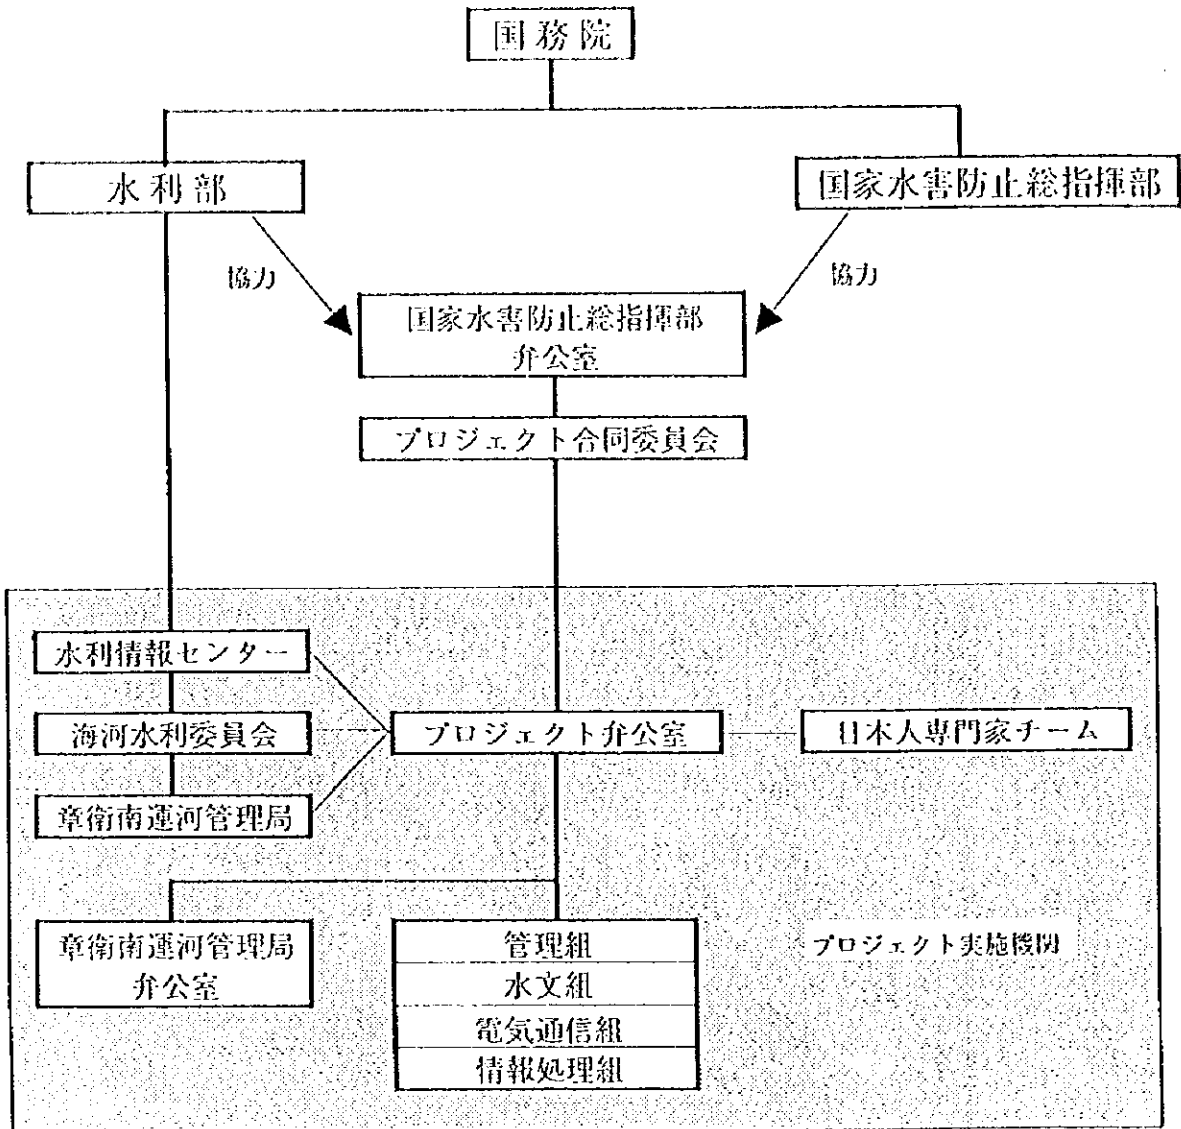 国務院
水利部
国家水害防止総指揮部
協力
協力
国家水害防止総指揮部
弁公室
プロジェクト合同委員会
水利情報センター
海河水利委員会
プロジェクト弁公室
日本人専門家チーム
章衛南運河管理局
章衛南運河管理局
弁公室
管理組
水文組
電気通信組
情報処理組
プロジェクト実施機関